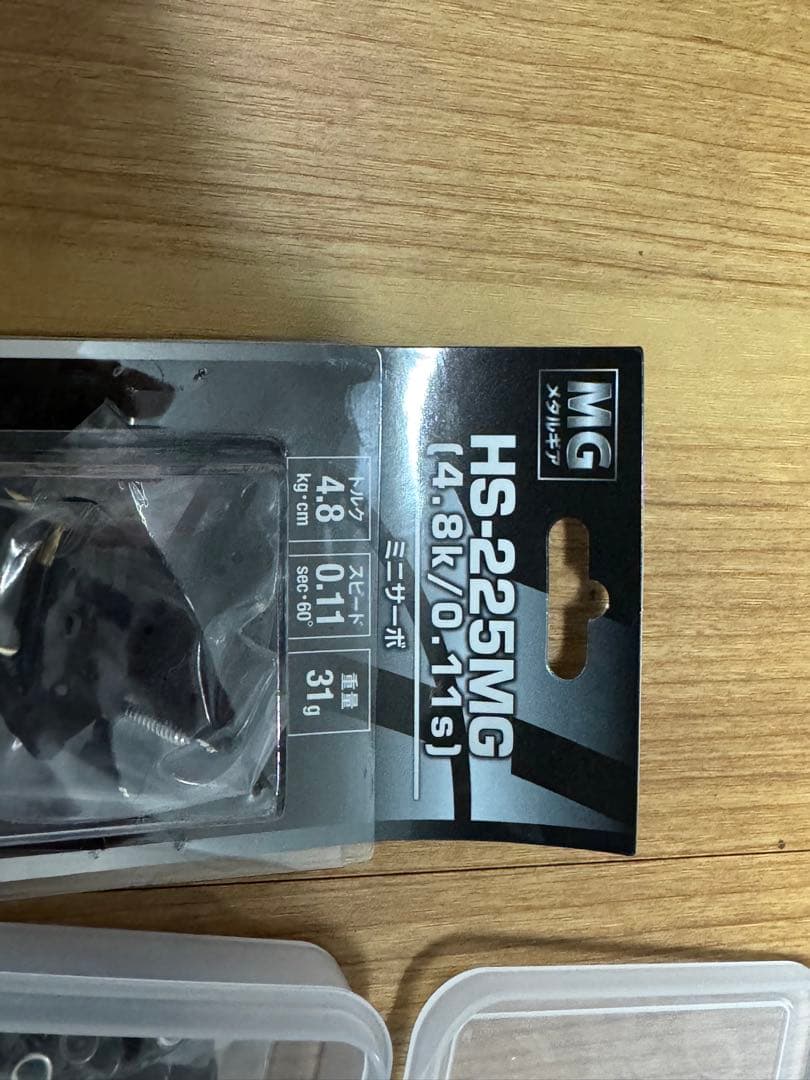 MG
メタルギア
HS-225MG
(4.8k/0.11s)
ミニサーボ
トルク
4.8
kg·cm
スピード
0.11
sec·60°
重量
31g